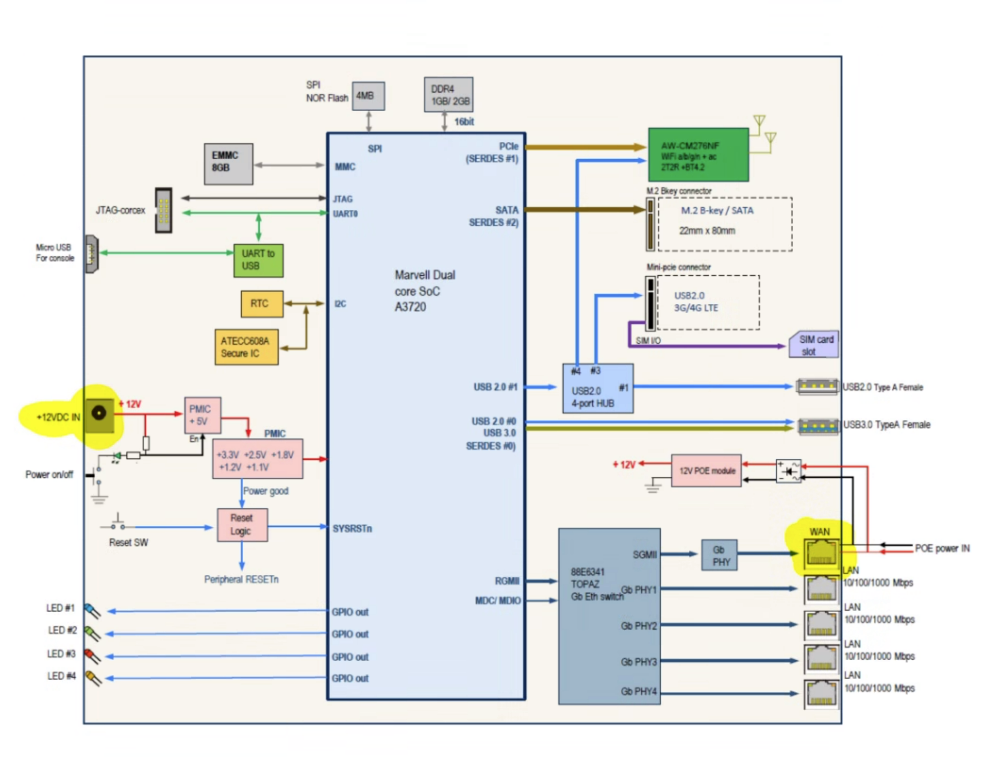 SPI
NOR Flash
4MB
DDR4
1GB/ 2GB
16bit
EMMC
8GB
SPI
MMC
JTAG
UART0
JTAG-corcex
Micro USB
For console
UART to
USB
RTC
I2C
ATECC608A
Secure IC
Marvell Dual
core SoC
A3720
PCIe
(SERDES #1)
SATA
SERDES #2)
AW-CM276NF
WiFi a/b/g/n + ac
2T2R +BT4.2
M.2 Bkey connector
M.2 B-key / SATA
22mm x 80mm
Mini-pcie connector
USB2.0
3G/4G LTE
SIM I/O
SIM card
slot
USB 2.0 #1
#4 #3
#1
USB2.0
4-port HUB
USB2.0 Type A Female
USB 2.0 #0
USB 3.0
SERDES #0)
USB3.0 TypeA Female
+12VDC IN
+ 12V
PMIC
+ 5V
En
PMIC
+3.3V +2.5V +1.8V
+1.2V +1.1V
Power on/off
Power good
Reset
Logic
SYSRSTn
Reset SW
Peripheral RESETn
+ 12V
12V POE module
+
~
−
~
WAN
POE power IN
SGMII
Gb
PHY
88E6341
TOPAZ
Gb Eth switch
RGMII
MDC/ MDIO
Gb PHY1
Gb PHY2
Gb PHY3
Gb PHY4
LAN
10/100/1000 Mbps
LAN
10/100/1000 Mbps
LAN
10/100/1000 Mbps
LAN
10/100/1000 Mbps
LED #1
GPIO out
LED #2
GPIO out
LED #3
GPIO out
LED #4
GPIO out